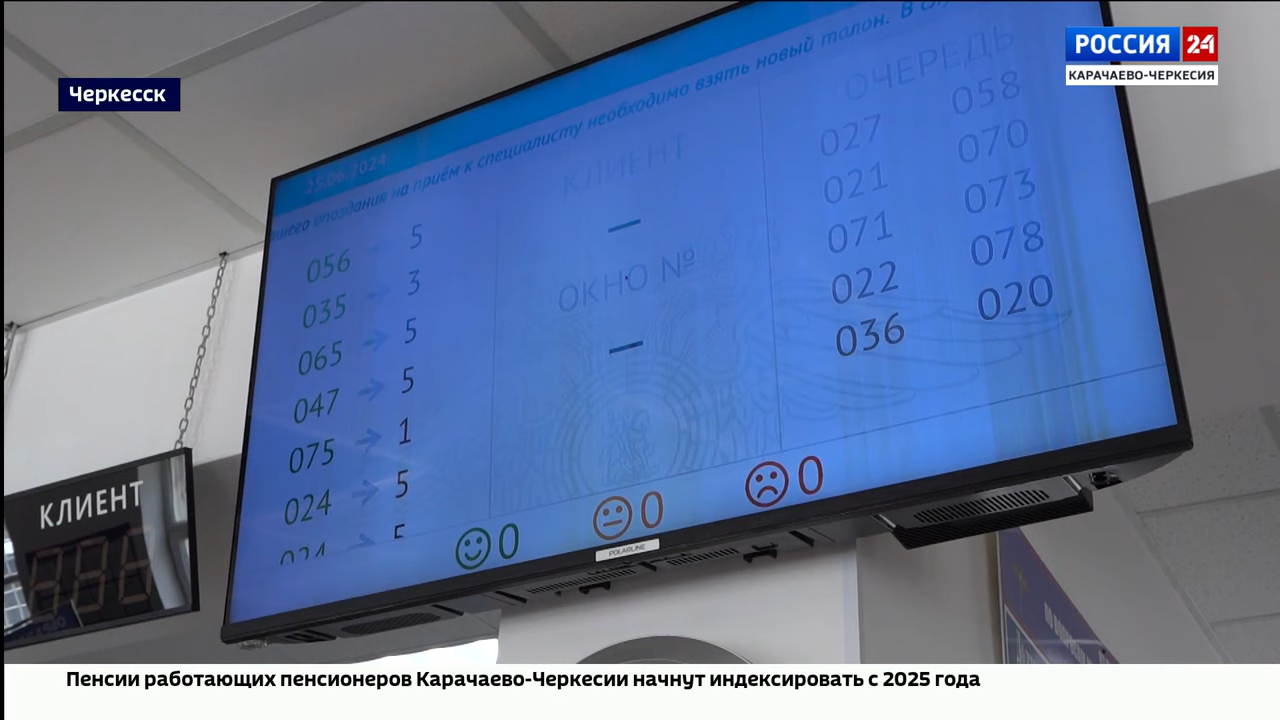 РОССИЯ 24
КАРАЧАЕВО-ЧЕРКЕСИЯ
Черкесск
25.06.2024
опоздания на приём к специалисту необходимо взять новый талон. В
056 → 5
035 → 3
065 → 5
047 → 5
075 → 1
024 → 5
КЛИЕНТ
—
ОКНО №
—
ОЧЕРЕДЬ
027 058
021 070
071 073
022 078
036 020
0 0 0
POLARLINE
КЛИЕНТ
Пенсии работающих пенсионеров Карачаево-Черкесии начнут индексировать с 2025 года